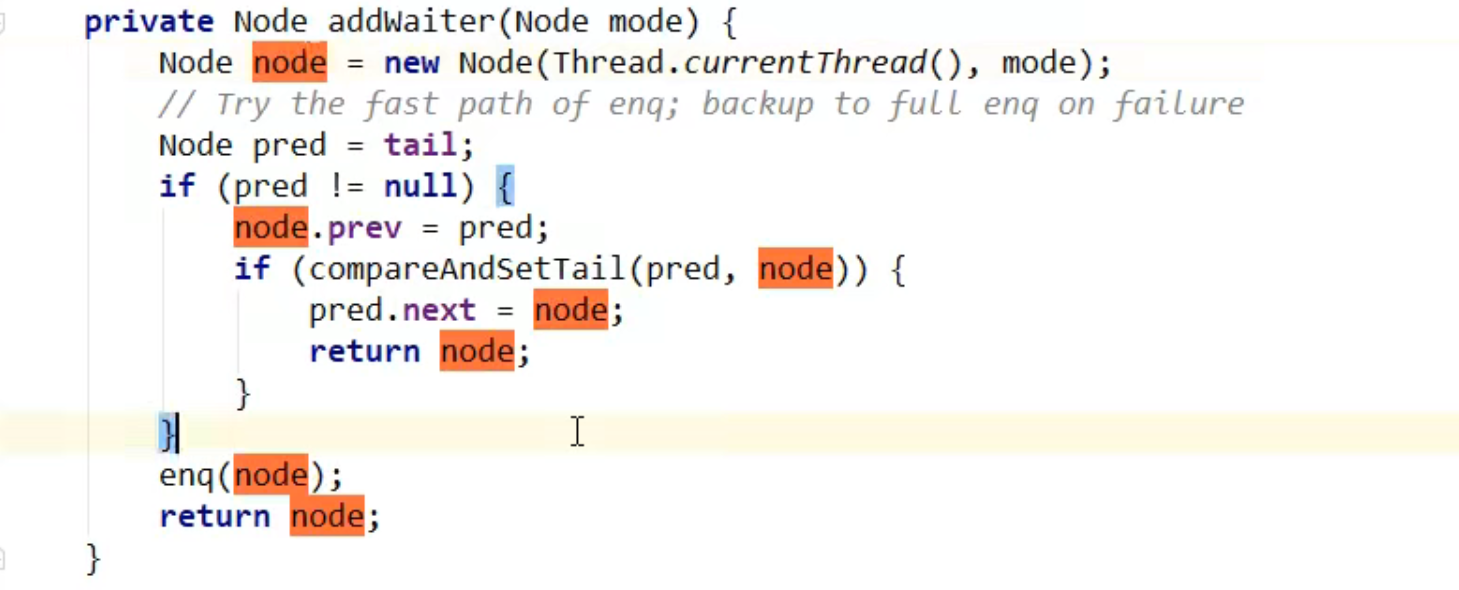 private Node addWaiter(Node mode) {
Node node = new Node(Thread.currentThread(), mode);
// Try the fast path of enq; backup to full enq on failure
Node pred = tail;
if (pred != null) {
node.prev = pred;
if (compareAndSetTail(pred, node)) {
pred.next = node;
return node;
}
}
enq(node);
return node;
}